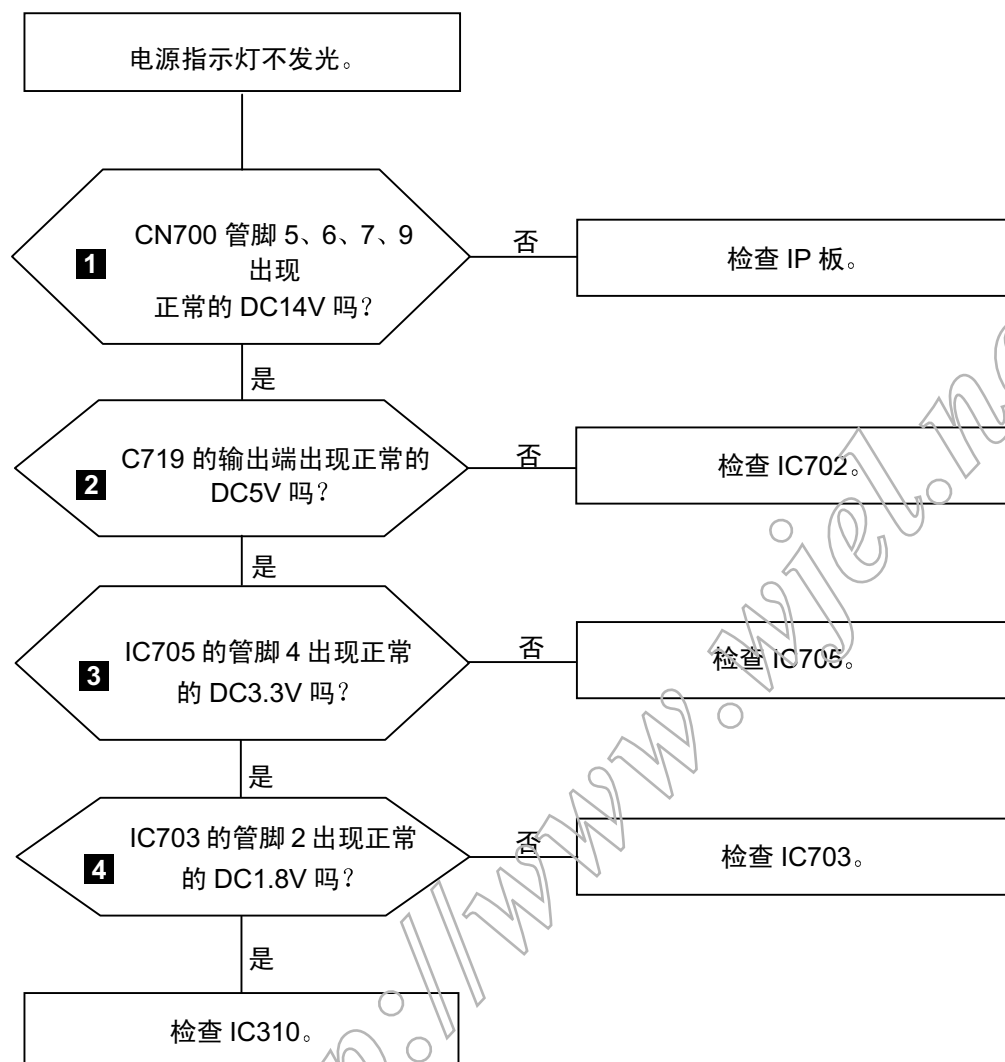 电源指示灯不发光。
1
CN700 管脚 5、6、7、9
出现
正常的 DC14V 吗？
否
检查 IP 板。
是
2
C719 的输出端出现正常的
DC5V 吗？
否
检查 IC702。
是
3
IC705 的管脚 4 出现正常
的 DC3.3V 吗？
否
检查 IC705。
是
4
IC703 的管脚 2 出现正常
的 DC1.8V 吗？
否
检查 IC703。
是
检查 IC310。
p://www.wjel.ne